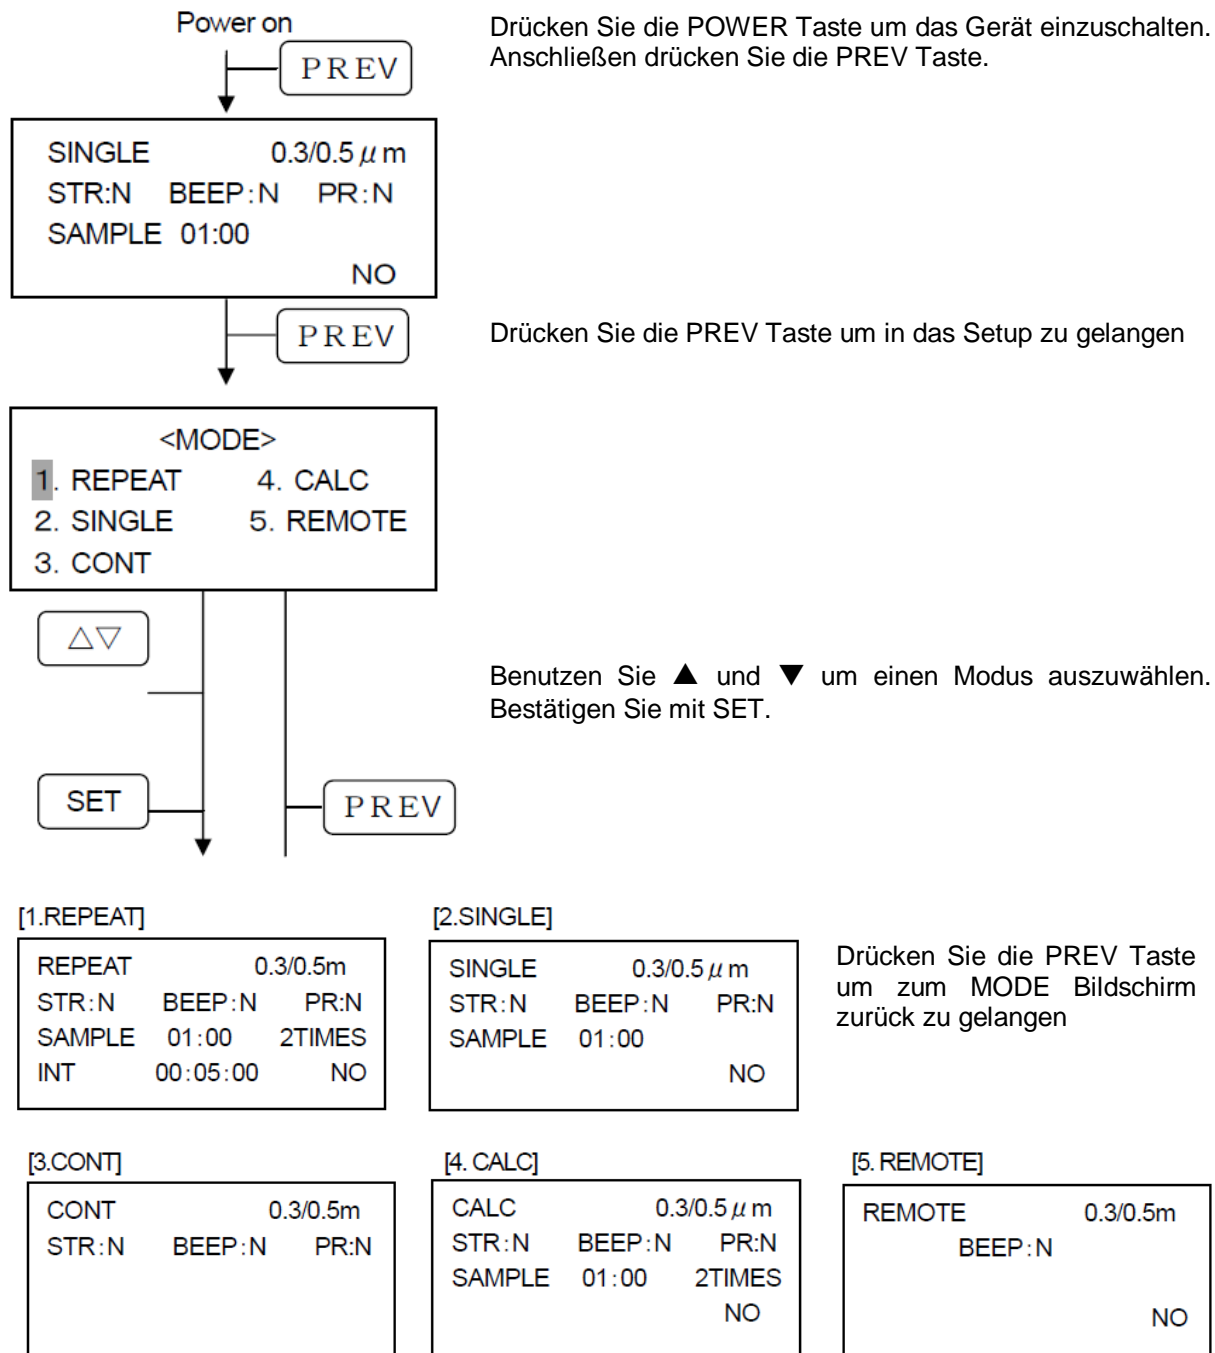 Power on
PREV
Drücken Sie die POWER Taste um das Gerät einzuschalten.
Anschließen drücken Sie die PREV Taste.
SINGLE 0.3/0.5 μ m
STR:N BEEP:N PR:N
SAMPLE 01:00
NO
PREV
Drücken Sie die PREV Taste um in das Setup zu gelangen
<MODE>
1. REPEAT 4. CALC
2. SINGLE 5. REMOTE
3. CONT
△▽
Benutzen Sie ▲ und ▼ um einen Modus auszuwählen.
Bestätigen Sie mit SET.
SET
PREV
[1.REPEAT]
REPEAT 0.3/0.5m
STR:N BEEP:N PR:N
SAMPLE 01:00 2TIMES
INT 00:05:00 NO
[2.SINGLE]
SINGLE 0.3/0.5 μ m
STR:N BEEP:N PR:N
SAMPLE 01:00
NO
Drücken Sie die PREV Taste
um zum MODE Bildschirm
zurück zu gelangen
[3.CONT]
CONT 0.3/0.5m
STR:N BEEP:N PR:N
[4. CALC]
CALC 0.3/0.5 μ m
STR:N BEEP:N PR:N
SAMPLE 01:00 2TIMES
NO
[5. REMOTE]
REMOTE 0.3/0.5m
BEEP:N
NO